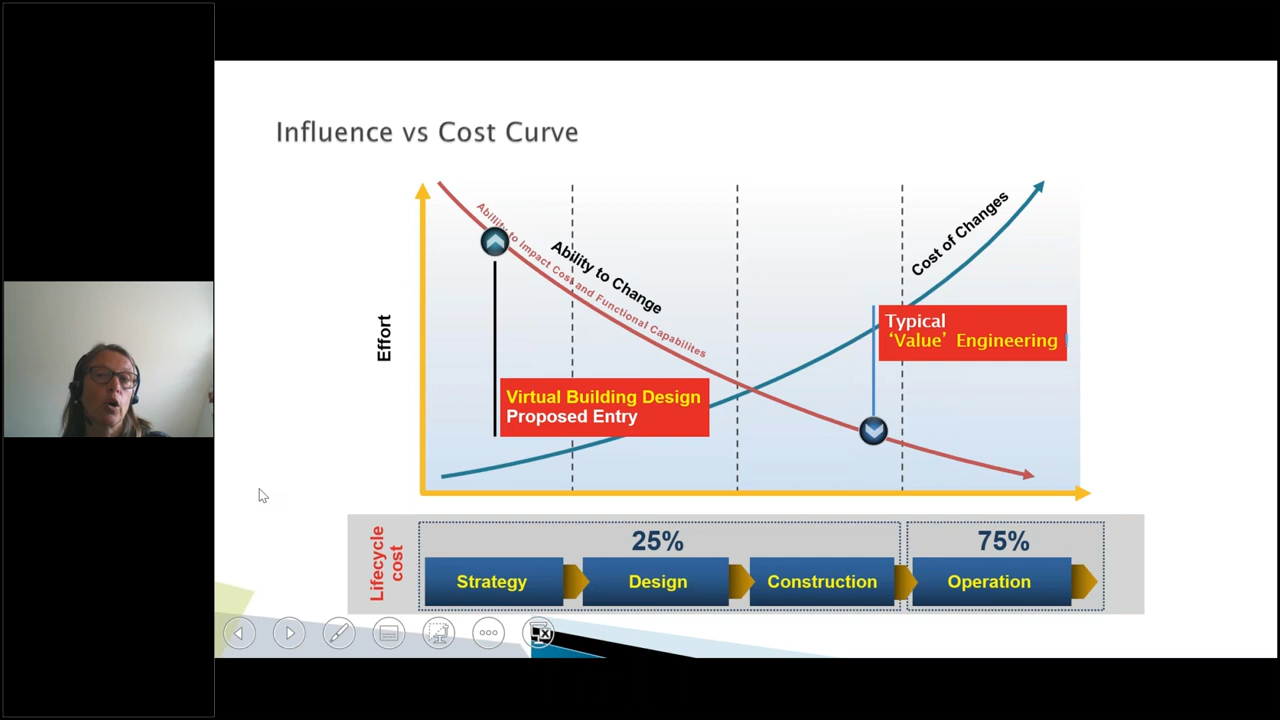 Influence vs Cost Curve
Effort
Ability to Impact Cost and Functional Capabilites
Ability to Change
Cost of Changes
Typical
‘Value’ Engineering
Virtual Building Design
Proposed Entry
Lifecycle
cost
25%
75%
Strategy
Design
Construction
Operation